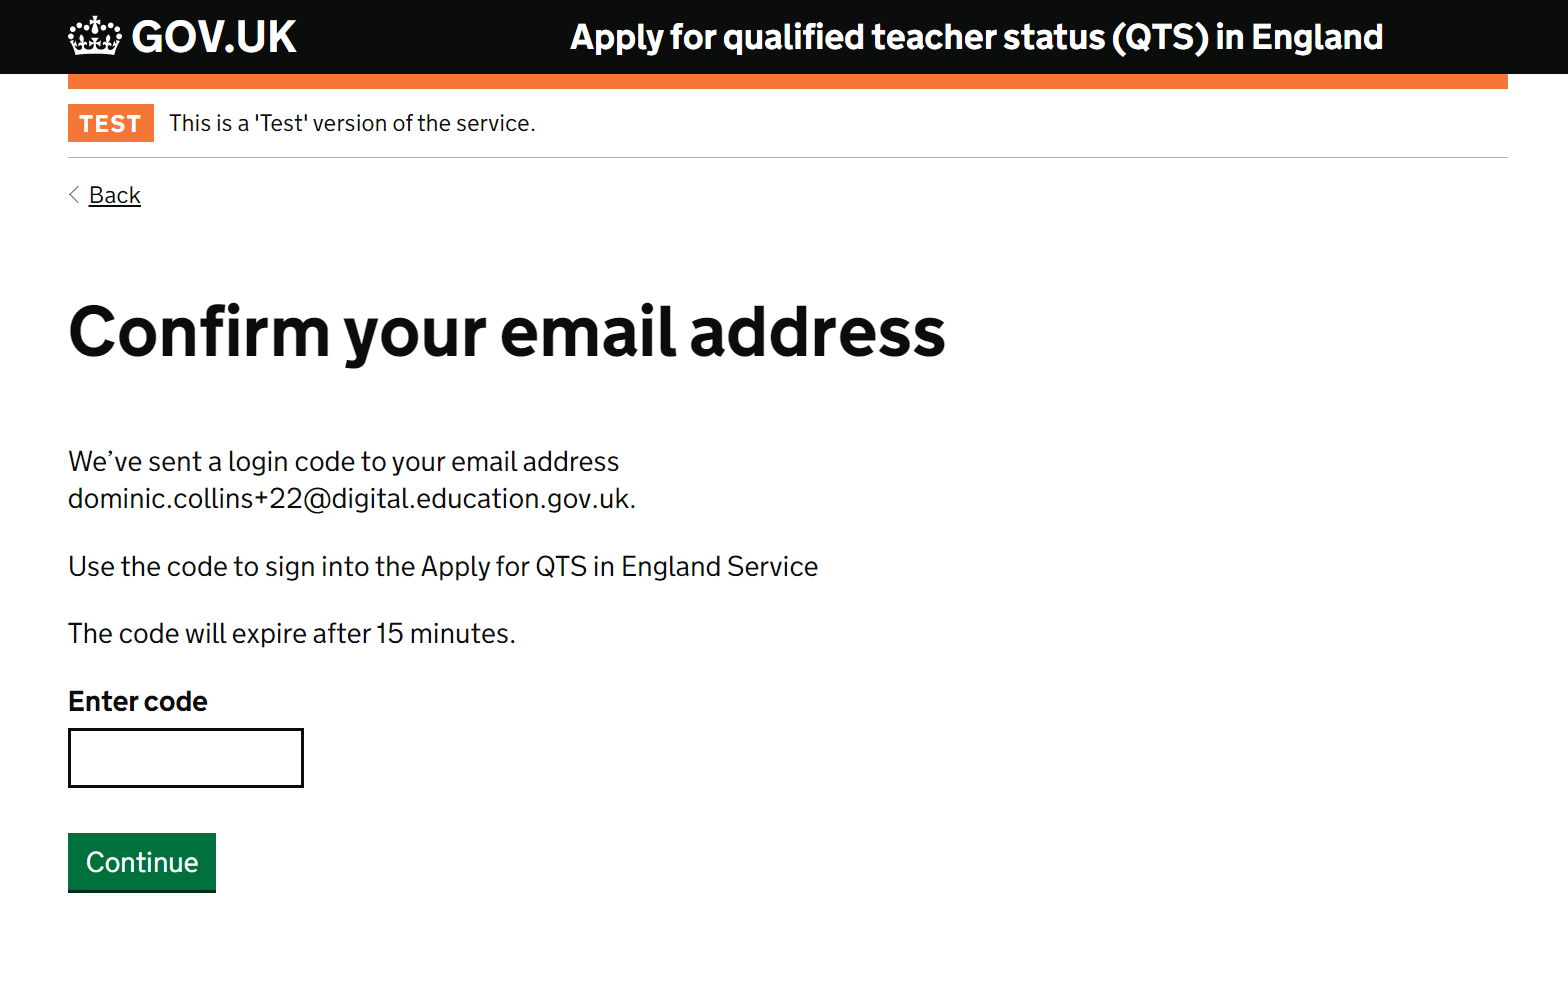 GOV.UK
Apply for qualified teacher status (QTS) in England
TEST
This is a 'Test' version of the service.
Back
Confirm your email address
We’ve sent a login code to your email address
dominic.collins+22@digital.education.gov.uk.
Use the code to sign into the Apply for QTS in England Service
The code will expire after 15 minutes.
Enter code
Continue